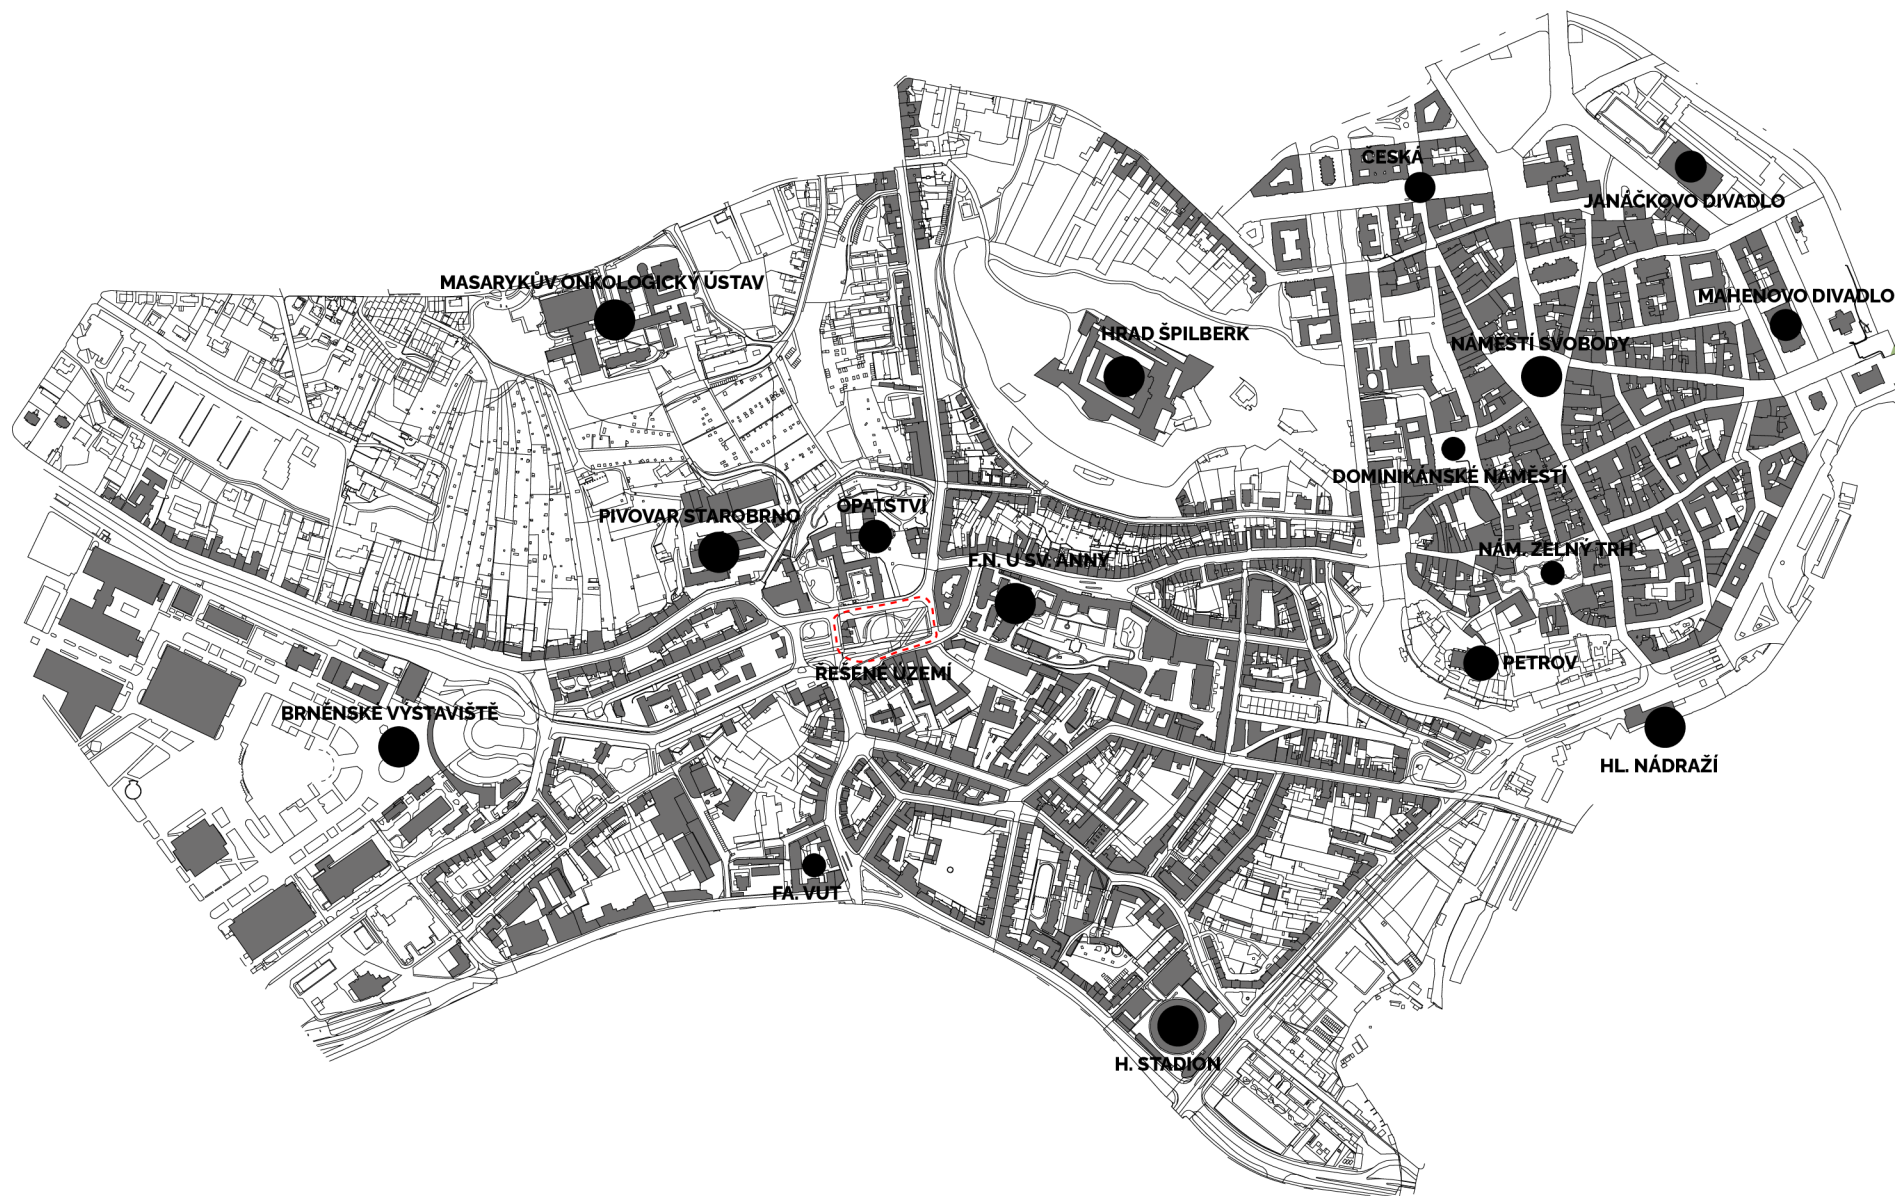 ČESKÁ
JANÁČKOVO DIVADLO
MASARYKŮV ONKOLOGICKÝ ÚSTAV
MAHENOVO DIVADLO
HRAD ŠPILBERK
NÁMĚSTÍ SVOBODY
DOMINIKÁNSKÉ NÁMĚSTÍ
OPATSTVÍ
PIVOVAR STAROBRNO
NÁM. ZELNÝ TRH
F.N. U SV. ANNY
PETROV
ŘEŠENÉ ÚZEMÍ
BRNĚNSKÉ VÝSTAVIŠTĚ
HL. NÁDRAŽÍ
FA. VUT
H. STADIÓN